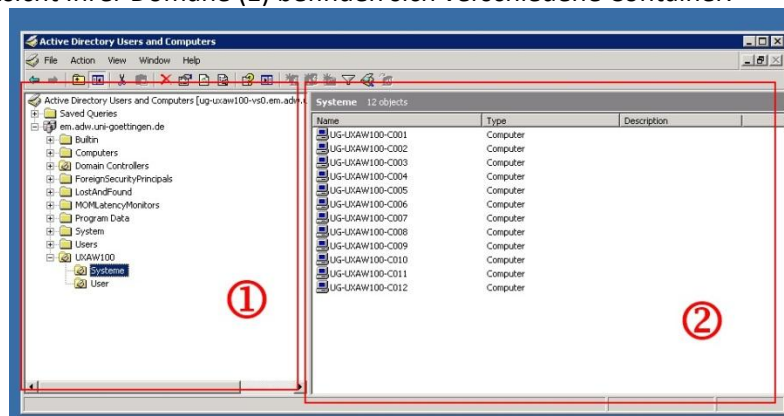 Active Directory Users and Computers
File Action View Window Help
Active Directory Users and Computers [ug-uxaw100-vs0.em.adw.
Saved Queries
em.adw.uni-goettingen.de
Builtin
Computers
Domain Controllers
ForeignSecurityPrincipals
LostAndFound
MOMLatencyMonitors
Program Data
System
Users
UXAW100
Systeme
User
①
Systeme 12 objects
Name Type Description
UG-UXAW100-C001 Computer
UG-UXAW100-C002 Computer
UG-UXAW100-C003 Computer
UG-UXAW100-C004 Computer
UG-UXAW100-C005 Computer
UG-UXAW100-C006 Computer
UG-UXAW100-C007 Computer
UG-UXAW100-C008 Computer
UG-UXAW100-C009 Computer
UG-UXAW100-C010 Computer
UG-UXAW100-C011 Computer
UG-UXAW100-C012 Computer
②